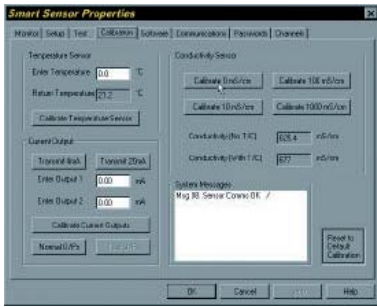 Smart Sensor Properties
Monitor Setup Test Calibration Software Communications Passwords Channels
Temperature Sensor
Enter Temperature 0.0 °C
Return Temperature 21.2 °C
Calibrate Temperature Sensor
Current Output
Transmit 4mA Transmit 20mA
Enter Output 1 0.00 mA
Enter Output 2 0.00 mA
Calibrate Current Outputs
Normal O/Ps
Conductivity Sensor
Calibrate 0 mS/cm Calibrate 100 mS/cm
Calibrate 10 mS/cm Calibrate 1000 mS/cm
Conductivity (No T/C) 625.4 mS/cm
Conductivity (With T/C) 677 mS/cm
System Messages
Msg 08. Sensor Comms OK /
Reset to
Default
Calibration
OK Cancel Help